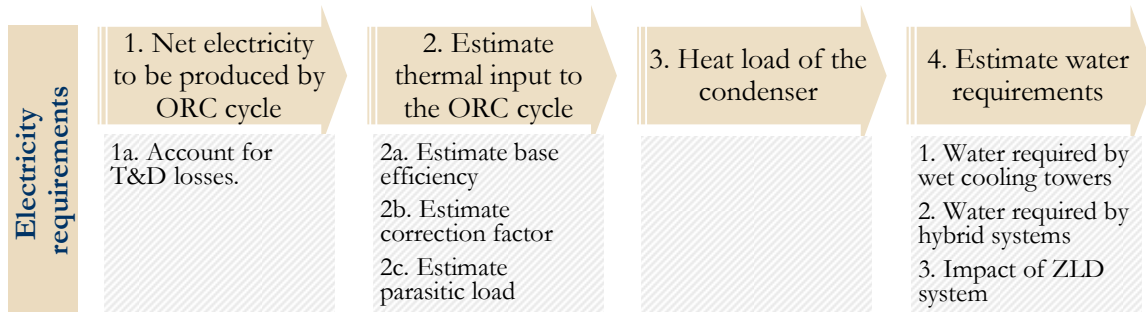 Electricity
requirements
1. Net electricity
to be produced by
ORC cycle
1a. Account for
T&D losses.
2. Estimate
thermal input to
the ORC cycle
2a. Estimate base
efficiency
2b. Estimate
correction factor
2c. Estimate
parasitic load
3. Heat load of the
condenser
4. Estimate water
requirements
1. Water required by
wet cooling towers
2. Water required by
hybrid systems
3. Impact of ZLD
system